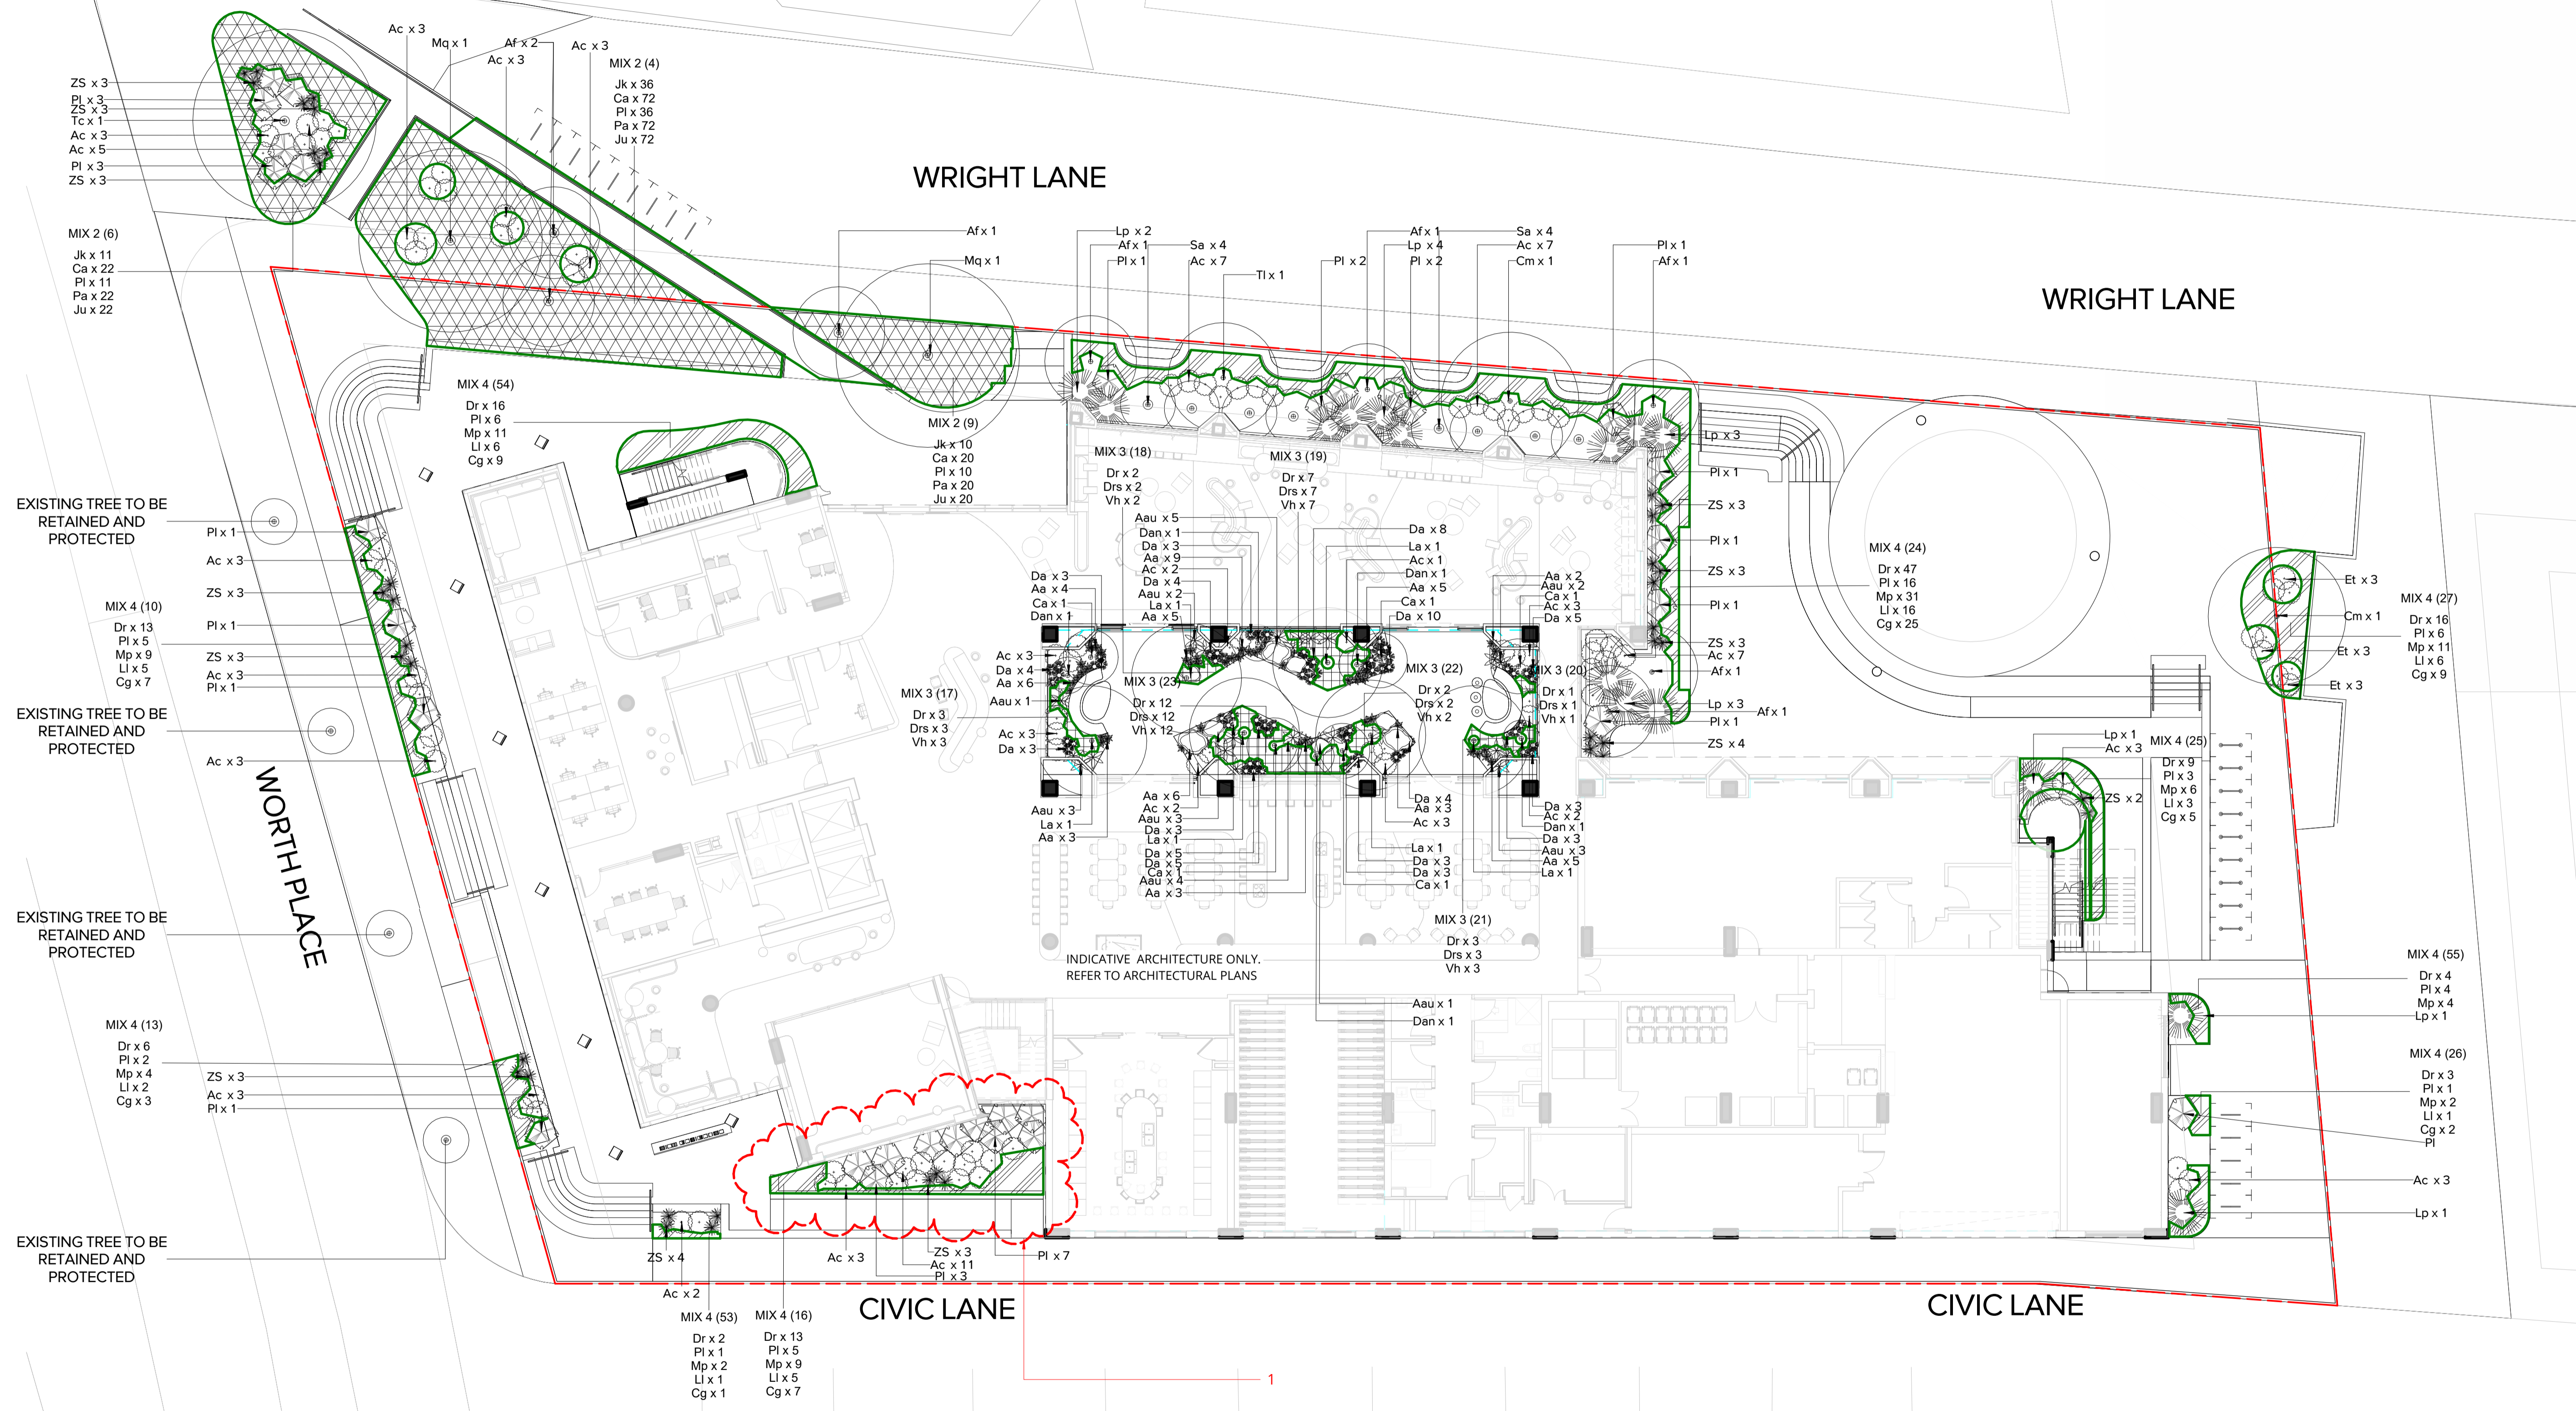 Ac x 3
Mq x 1
Af x 2
Ac x 3
Ac x 3
MIX 2 (4)
Jk x 36
Ca x 72
Pl x 36
Pa x 72
Ju x 72
ZS x 3
Pl x 3
ZS x 3
Tc x 1
Ac x 3
Ac x 5
Pl x 3
ZS x 3
WRIGHT LANE
MIX 2 (6)
Jk x 11
Ca x 22
Pl x 11
Pa x 22
Ju x 22
Af x 1
Mq x 1
Lp x 2
Af x 1
Pl x 1
Sa x 4
Ac x 7
Tl x 1
Pl x 2
Af x 1
Lp x 4
Pl x 2
Sa x 4
Ac x 7
Cm x 1
Pl x 1
Af x 1
WRIGHT LANE
MIX 4 (54)
Dr x 16
Pl x 6
Mp x 11
Ll x 6
Cg x 9
MIX 2 (9)
Jk x 10
Ca x 20
Pl x 10
Pa x 20
Ju x 20
MIX 3 (18)
Dr x 2
Drs x 2
Vh x 2
MIX 3 (19)
Dr x 7
Drs x 7
Vh x 7
Lp x 3
Pl x 1
ZS x 3
Pl x 1
ZS x 3
Pl x 1
ZS x 3
Ac x 7
Af x 1
Lp x 3
Af x 1
Pl x 1
ZS x 4
MIX 4 (24)
Dr x 47
Pl x 16
Mp x 31
Ll x 16
Cg x 25
EXISTING TREE TO BE
RETAINED AND
PROTECTED
Pl x 1
Ac x 3
ZS x 3
Pl x 1
ZS x 3
Ac x 3
Pl x 1
Ac x 3
MIX 4 (10)
Dr x 13
Pl x 5
Mp x 9
Ll x 5
Cg x 7
EXISTING TREE TO BE
RETAINED AND
PROTECTED
WORTH PLACE
Aau x 5
Dan x 1
Da x 3
Aa x 9
Ac x 2
Da x 4
Aau x 2
La x 1
Aa x 5
Da x 3
Aa x 4
Ca x 1
Dan x 1
Da x 8
La x 1
Ac x 1
Dan x 1
Aa x 5
Ca x 1
Da x 10
Aa x 2
Aau x 2
Ca x 1
Ac x 3
Da x 5
Ac x 3
Da x 4
Aa x 6
Aau x 1
Ac x 3
Da x 3
MIX 3 (17)
Dr x 3
Drs x 3
Vh x 3
MIX 3 (23)
Dr x 12
Drs x 12
Vh x 12
MIX 3 (22)
Dr x 2
Drs x 2
Vh x 2
MIX 3 (20)
Dr x 1
Drs x 1
Vh x 1
Et x 3
Cm x 1
Et x 3
Et x 3
MIX 4 (27)
Dr x 16
Pl x 6
Mp x 11
Ll x 6
Cg x 9
Lp x 1
Ac x 3
ZS x 2
MIX 4 (25)
Dr x 9
Pl x 3
Mp x 6
Ll x 3
Cg x 5
Aau x 3
La x 1
Aa x 3
Aa x 6
Ac x 2
Aau x 3
Da x 3
La x 1
Da x 5
Da x 5
Ca x 1
Aau x 4
Aa x 3
Da x 4
Aa x 3
Ac x 3
La x 1
Da x 3
Da x 3
Ca x 1
Da x 3
Ac x 2
Dan x 1
Da x 3
Aau x 3
Aa x 5
La x 1
MIX 3 (21)
Dr x 3
Drs x 3
Vh x 3
INDICATIVE ARCHITECTURE ONLY.
REFER TO ARCHITECTURAL PLANS
Aau x 1
Dan x 1
EXISTING TREE TO BE
RETAINED AND
PROTECTED
MIX 4 (13)
Dr x 6
Pl x 2
Mp x 4
Ll x 2
Cg x 3
ZS x 3
Ac x 3
Pl x 1
MIX 4 (55)
Dr x 4
Pl x 4
Mp x 4
Lp x 1
MIX 4 (26)
Dr x 3
Pl x 1
Mp x 2
Ll x 1
Cg x 2
Pl
Ac x 3
Lp x 1
EXISTING TREE TO BE
RETAINED AND
PROTECTED
ZS x 4
Ac x 2
Ac x 3
ZS x 3
Ac x 11
Pl x 3
Pl x 7
MIX 4 (53)
Dr x 2
Pl x 1
Mp x 2
Ll x 1
Cg x 1
MIX 4 (16)
Dr x 13
Pl x 5
Mp x 9
Ll x 5
Cg x 7
CIVIC LANE
CIVIC LANE
1